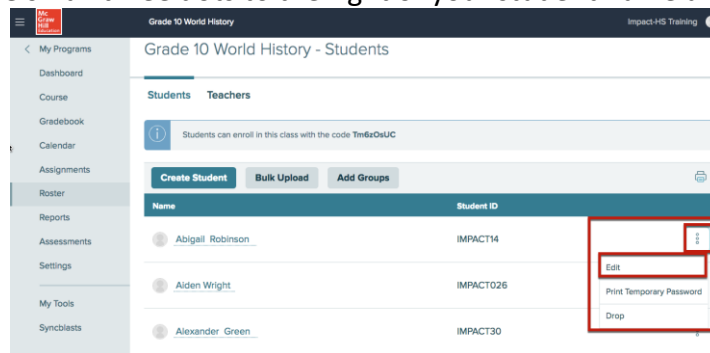 Mc
Graw
Hill
Education
Grade 10 World History
Impact-HS Training
My Programs
Grade 10 World History - Students
Dashboard
Course
Students Teachers
Gradebook
Students can enroll in this class with the code Tm6zOsUC
Calendar
Assignments
Create Student Bulk Upload Add Groups
Roster
Name Student ID
Reports
Abigail Robinson IMPACT14
Assessments
Edit
Settings
Aiden Wright IMPACT026
Print Temporary Password
My Tools
Drop
Syncblasts
Alexander Green IMPACT30